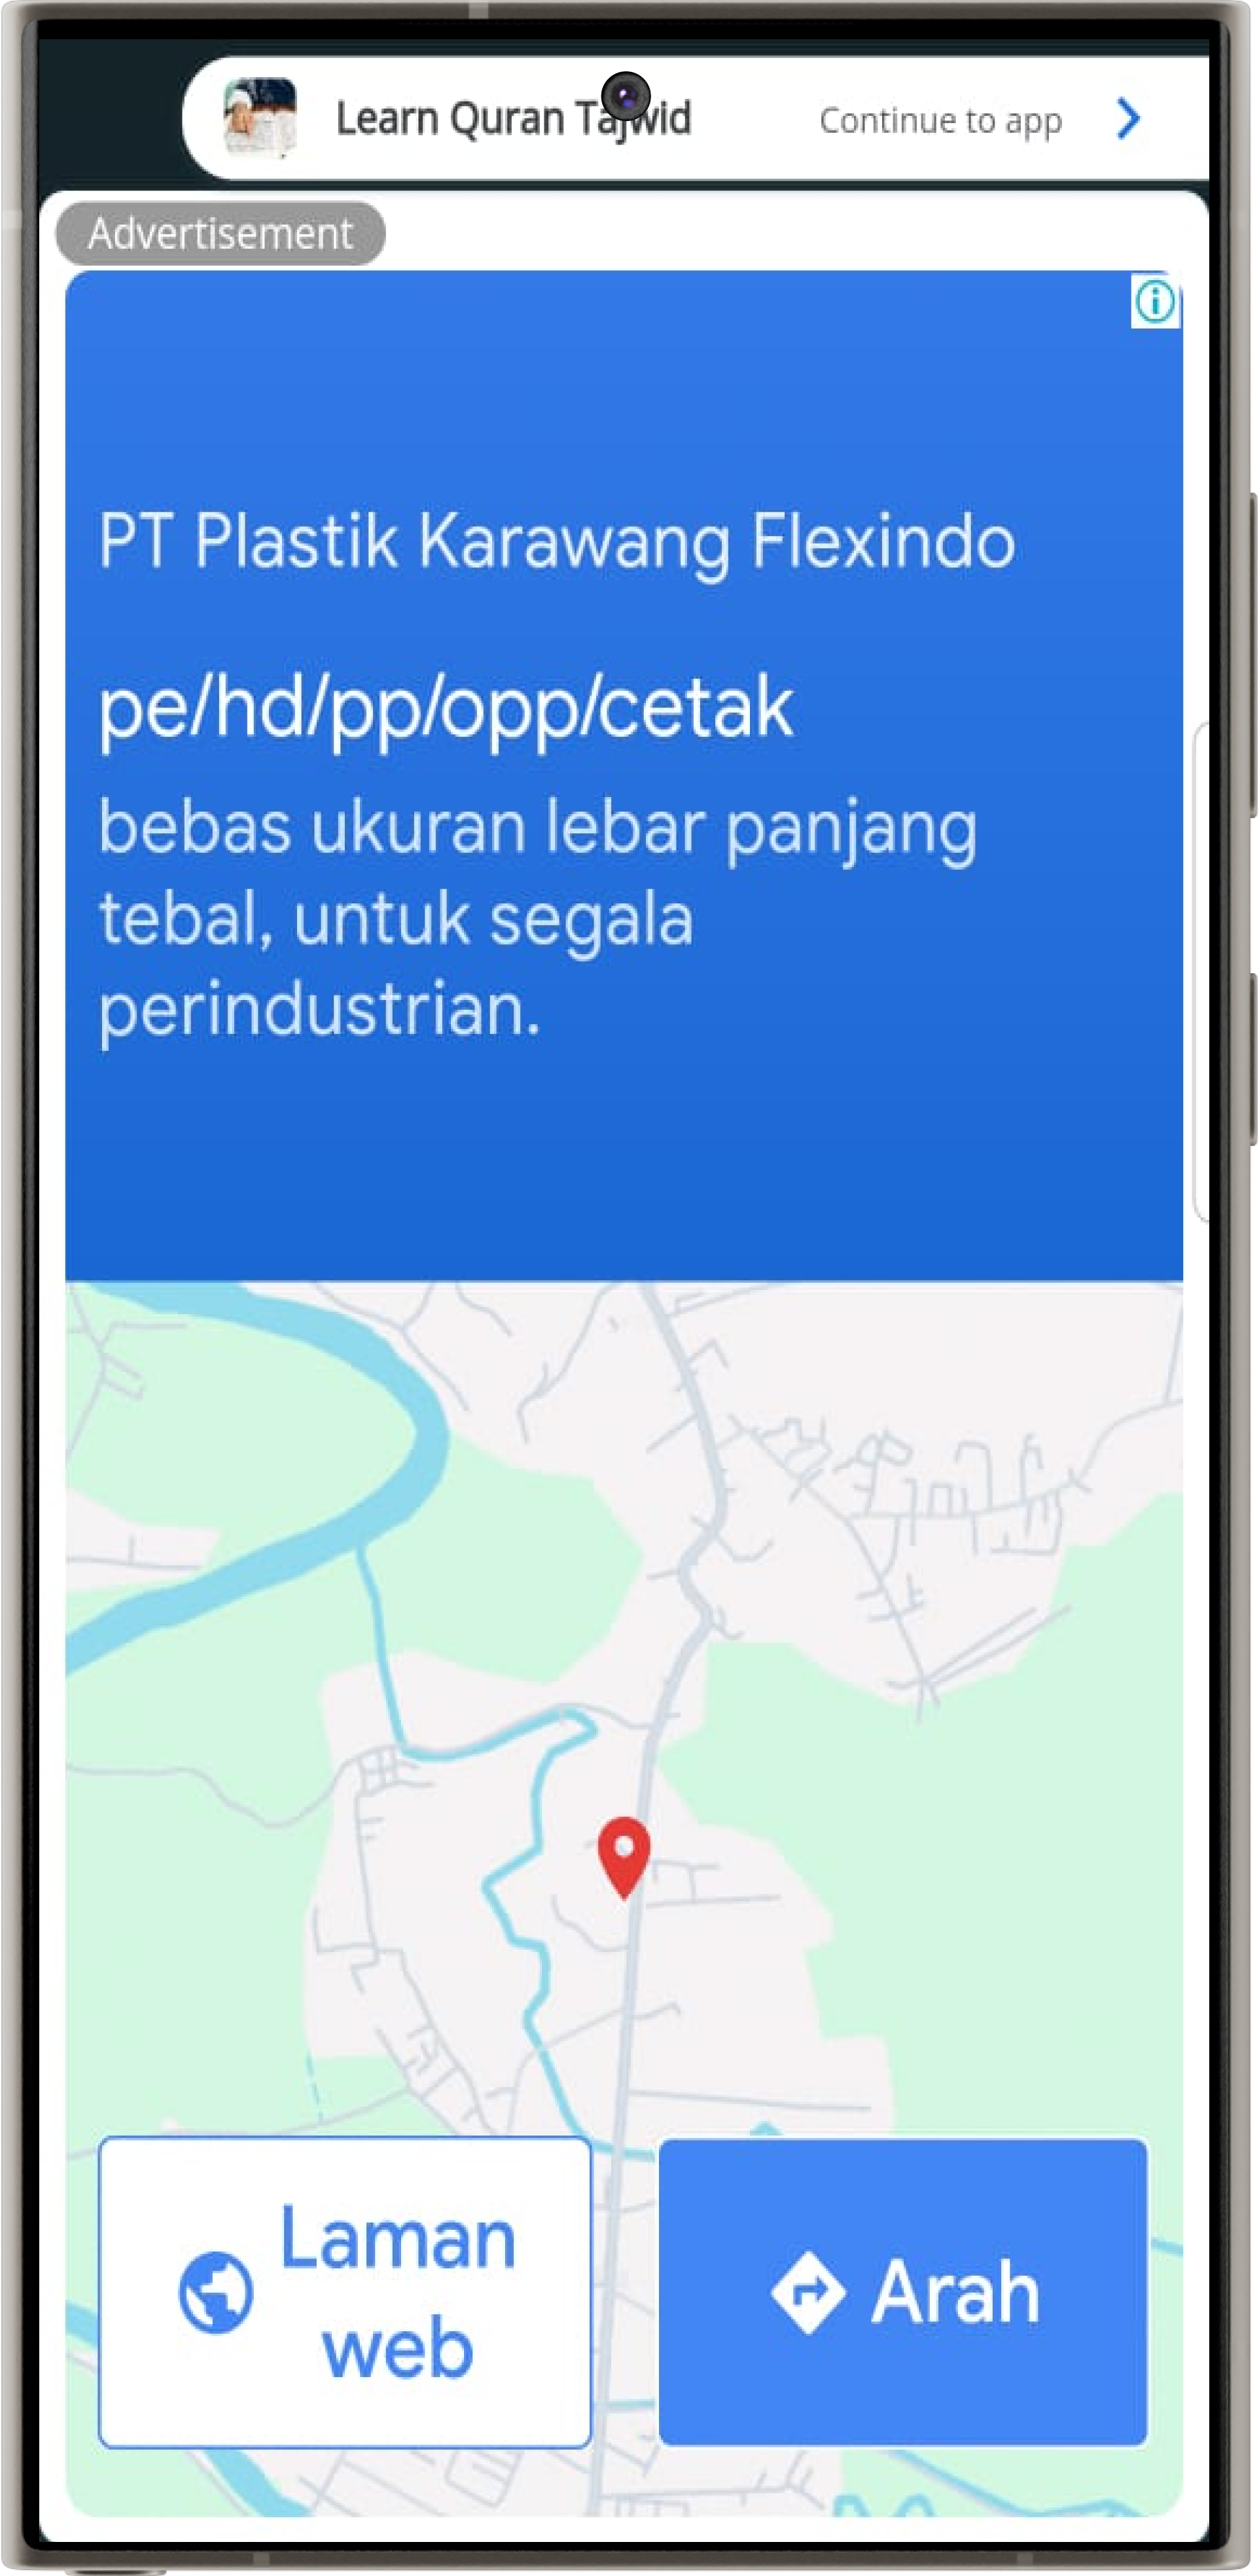 Learn Quran Tajwid
Continue to app
Advertisement
PT Plastik Karawang Flexindo
pe/hd/pp/opp/cetak
bebas ukuran lebar panjang
tebal, untuk segala
perindustrian.
Laman
web
Arah